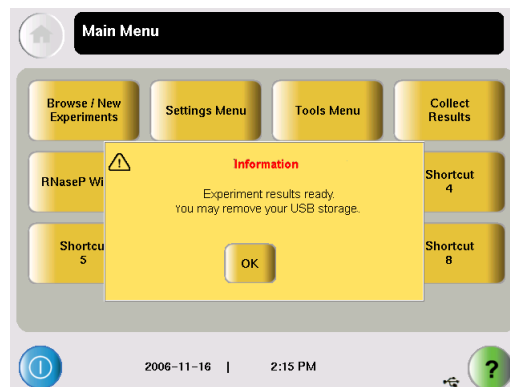 Main Menu
Browse / New
Experiments
Settings Menu
Tools Menu
Collect
Results
RNaseP Wi
Shortcut
4
Information
Experiment results ready.
You may remove your USB storage.
OK
Shortcu
5
Shortcut
8
2006-11-16 | 2:15 PM
?